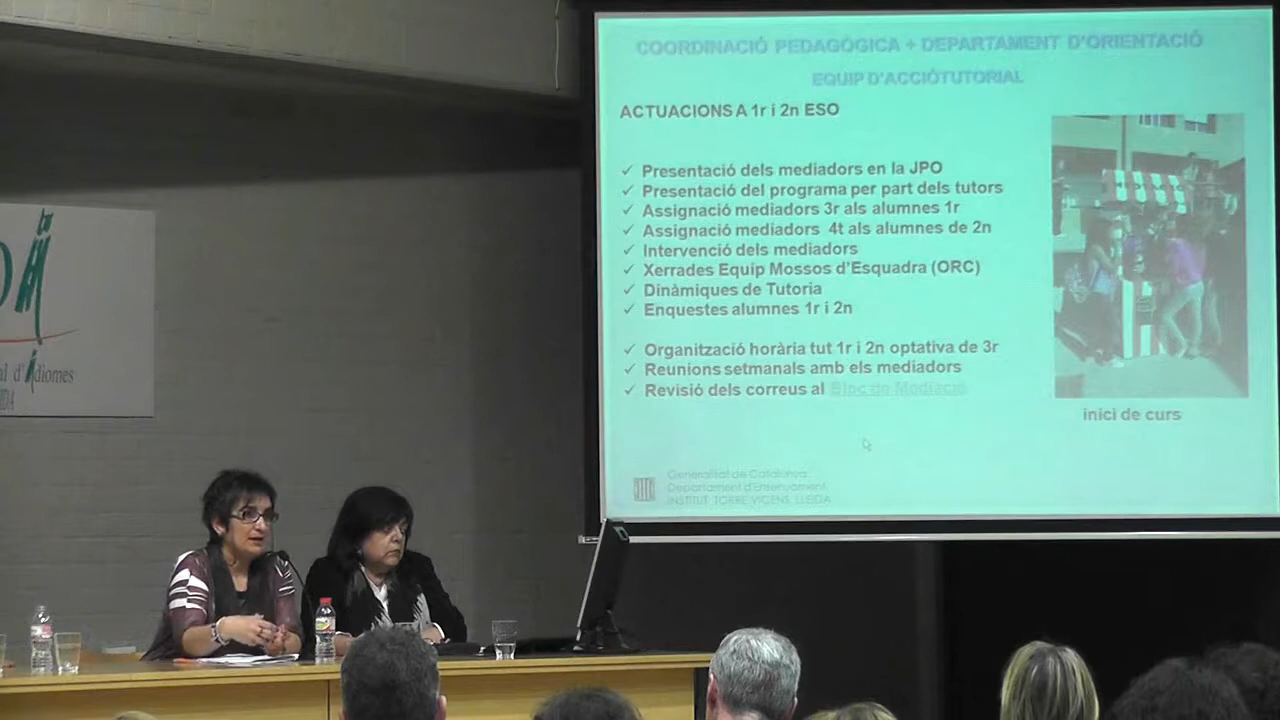 COORDINACIÓ PEDAGÒGICA + DEPARTAMENT D'ORIENTACIÓ
EQUIP D'ACCIÓTUTORIAL
ACTUACIONS A 1r i 2n ESO
✓ Presentació dels mediadors en la JPO
✓ Presentació del programa per part dels tutors
✓ Assignació mediadors 3r als alumnes 1r
✓ Assignació mediadors 4t als alumnes de 2n
✓ Intervenció dels mediadors
✓ Xerrades Equip Mossos d'Esquadra (ORC)
✓ Dinàmiques de Tutoria
✓ Enquestes alumnes 1r i 2n
✓ Organització horària tut 1r i 2n optativa de 3r
✓ Reunions setmanals amb els mediadors
✓ Revisió dels correus al Bloc de Mediació
inici de curs
Generalitat de Catalunya
Departament d'Ensenyament
INSTITUT TORRE VICENS LLEIDA
al d'Idiomes
IDA